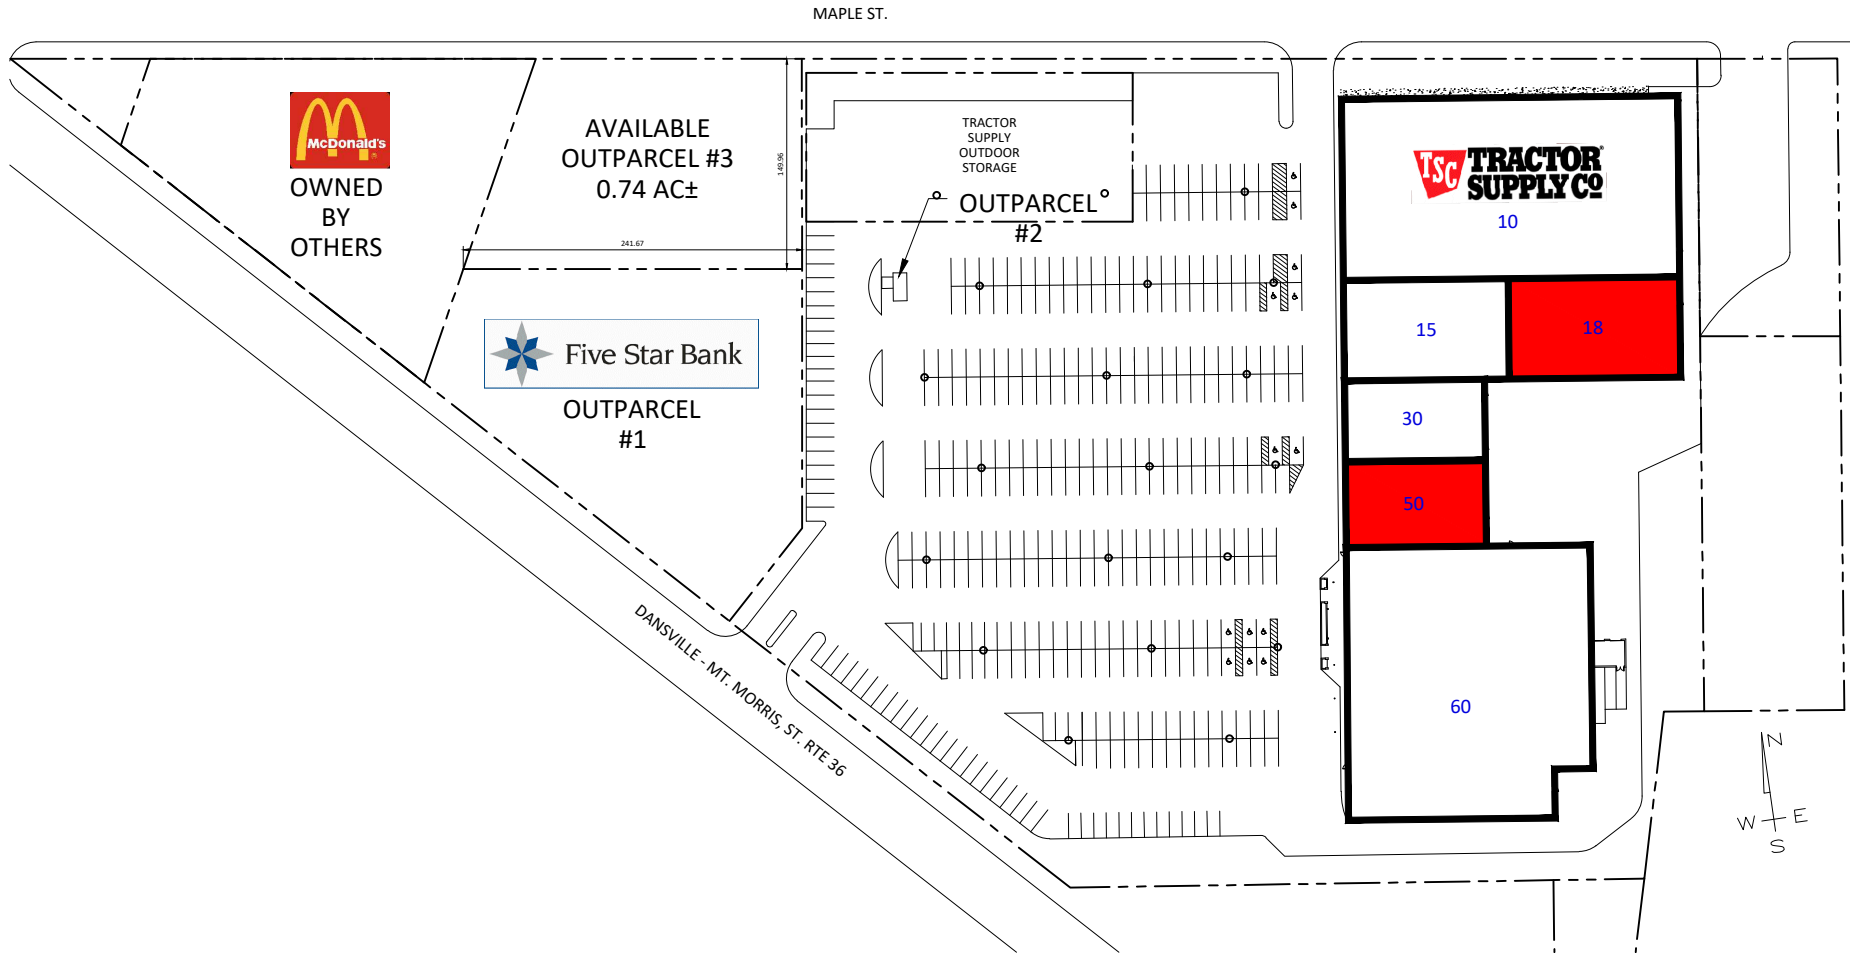 MAPLE ST.
McDonald's
OWNED
BY
OTHERS
AVAILABLE
OUTPARCEL #3
0.74 AC±
149.96
241.67
Five Star Bank
OUTPARCEL
#1
TRACTOR
SUPPLY
OUTDOOR
STORAGE
OUTPARCEL
#2
TSC TRACTOR
SUPPLY CO
10
15
18
30
50
60
DANSVILLE - MT. MORRIS, ST. RTE 36
N
W E
S